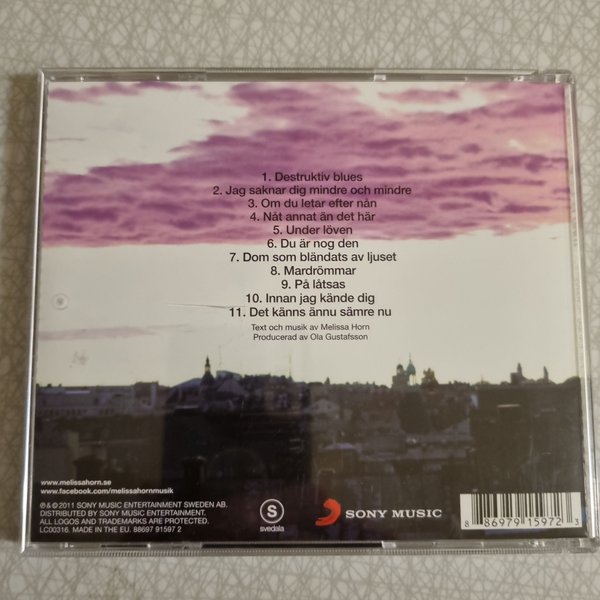 1. Destruktiv blues
2. Jag saknar dig mindre och mindre
3. Om du letar efter nån
4. Nåt annat än det här
5. Under löven
6. Du är nog den
7. Dom som bländats av ljuset
8. Mardrömmar
9. På låtsas
10. Innan jag kände dig
11. Det känns ännu sämre nu
Text och musik av Melissa Horn
Producerad av Ola Gustafsson
www.melissahorn.se
www.facebook.com/melissahornmusik
℗ & © 2011 SONY MUSIC ENTERTAINMENT SWEDEN AB.
DISTRIBUTED BY SONY MUSIC ENTERTAINMENT.
ALL LOGOS AND TRADEMARKS ARE PROTECTED.
LC00316. MADE IN THE EU. 88697 91597 2
S
svedala
SONY MUSIC
8 86979 15972 3